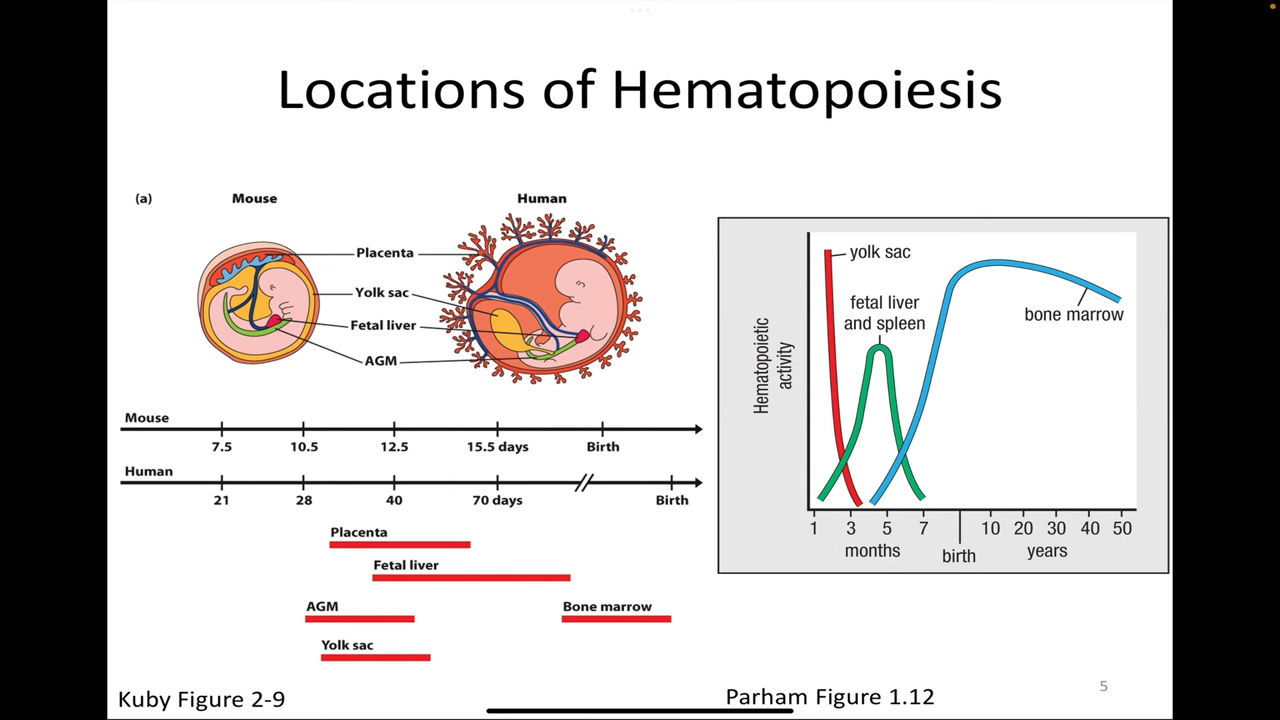 Locations of Hematopoiesis
(a)
Mouse
Human
Placenta
Yolk sac
Fetal liver
AGM
Mouse
7.5 10.5 12.5 15.5 days Birth
Human
21 28 40 70 days Birth
Placenta
Fetal liver
AGM
Bone marrow
Yolk sac
Kuby Figure 2-9
Hematopoietic
activity
yolk sac
fetal liver
and spleen
bone marrow
1 3 5 7 10 20 30 40 50
months birth years
Parham Figure 1.12
5